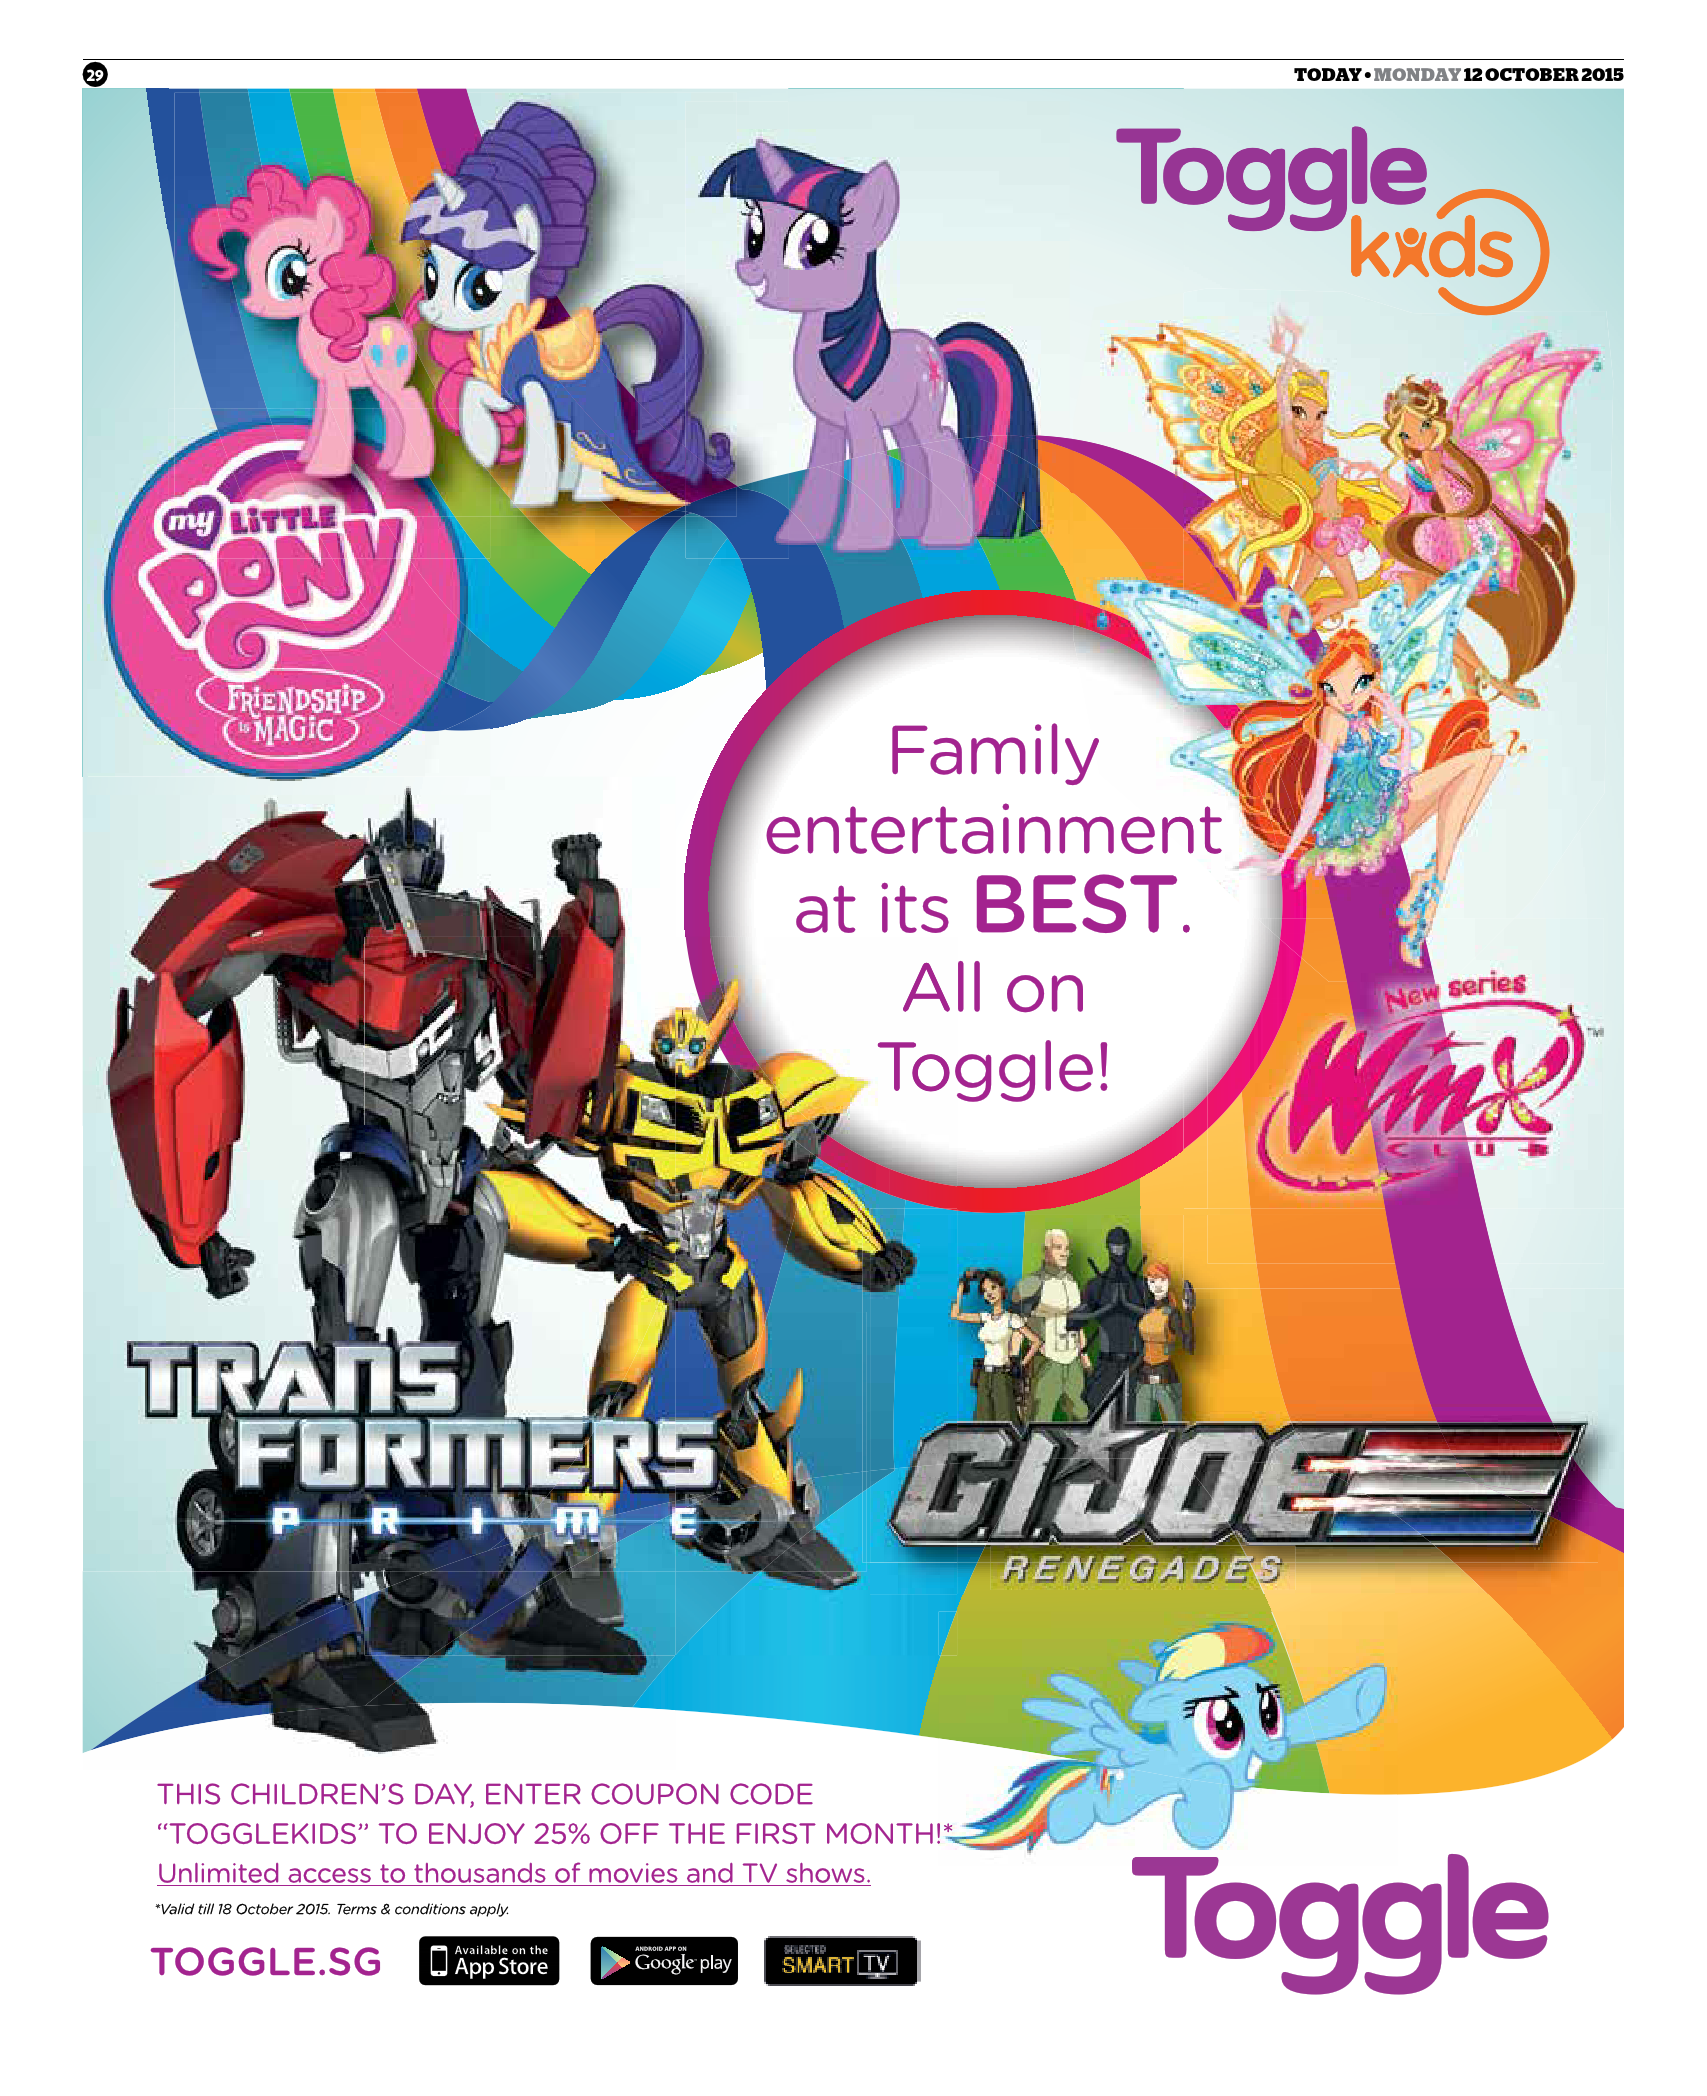 29
TODAY • MONDAY 12 OCTOBER 2015
Toggle
kids
my LITTLE
PONY
FRiENDSHiP
is MAGiC
Family
entertainment
at its BEST.
All on
Toggle!
New series
Winx
CLUB
TM
TRANS
FORMERS
PRIME
G.I. JOE
RENEGADES
THIS CHILDREN'S DAY, ENTER COUPON CODE
“TOGGLEKIDS” TO ENJOY 25% OFF THE FIRST MONTH!*
Unlimited access to thousands of movies and TV shows.
*Valid till 18 October 2015. Terms & conditions apply.
TOGGLE.SG
Available on the
App Store
ANDROID APP ON
Google play
SELECTED
SMART TV
Toggle